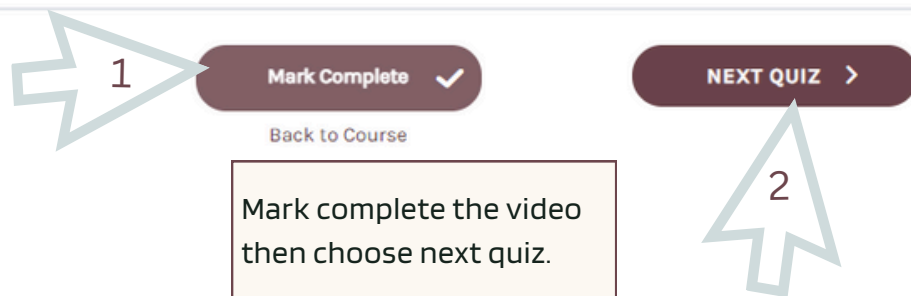 1
Mark Complete
NEXT QUIZ
Back to Course
Mark complete the video
then choose next quiz.
2